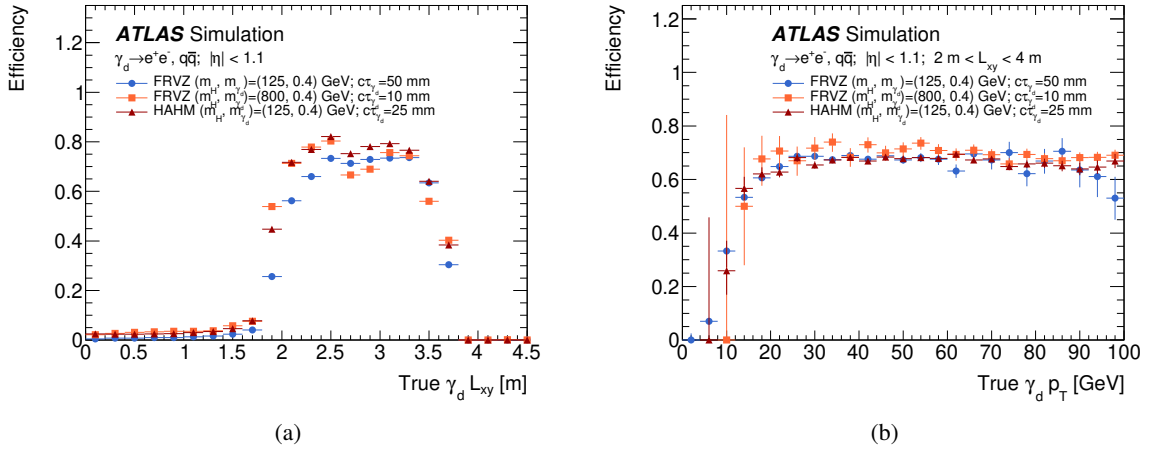 Efficiency
1.2
1
0.8
0.6
0.4
0.2
0
ATLAS Simulation
γd→e+e-, qq̄; |η| < 1.1
FRVZ (mH, mγd)=(125, 0.4) GeV; cτγd=50 mm
FRVZ (mH, mγd)=(800, 0.4) GeV; cτγd=10 mm
HAHM (mH, mγd)=(125, 0.4) GeV; cτγd=25 mm
0 0.5 1 1.5 2 2.5 3 3.5 4 4.5
True γd Lxy [m]
(a)
Efficiency
1.2
1
0.8
0.6
0.4
0.2
0
ATLAS Simulation
γd→e+e-, qq̄; |η| < 1.1; 2 m < Lxy < 4 m
FRVZ (mH, mγd)=(125, 0.4) GeV; cτγd=50 mm
FRVZ (mH, mγd)=(800, 0.4) GeV; cτγd=10 mm
HAHM (mH, mγd)=(125, 0.4) GeV; cτγd=25 mm
0 10 20 30 40 50 60 70 80 90 100
True γd pT [GeV]
(b)